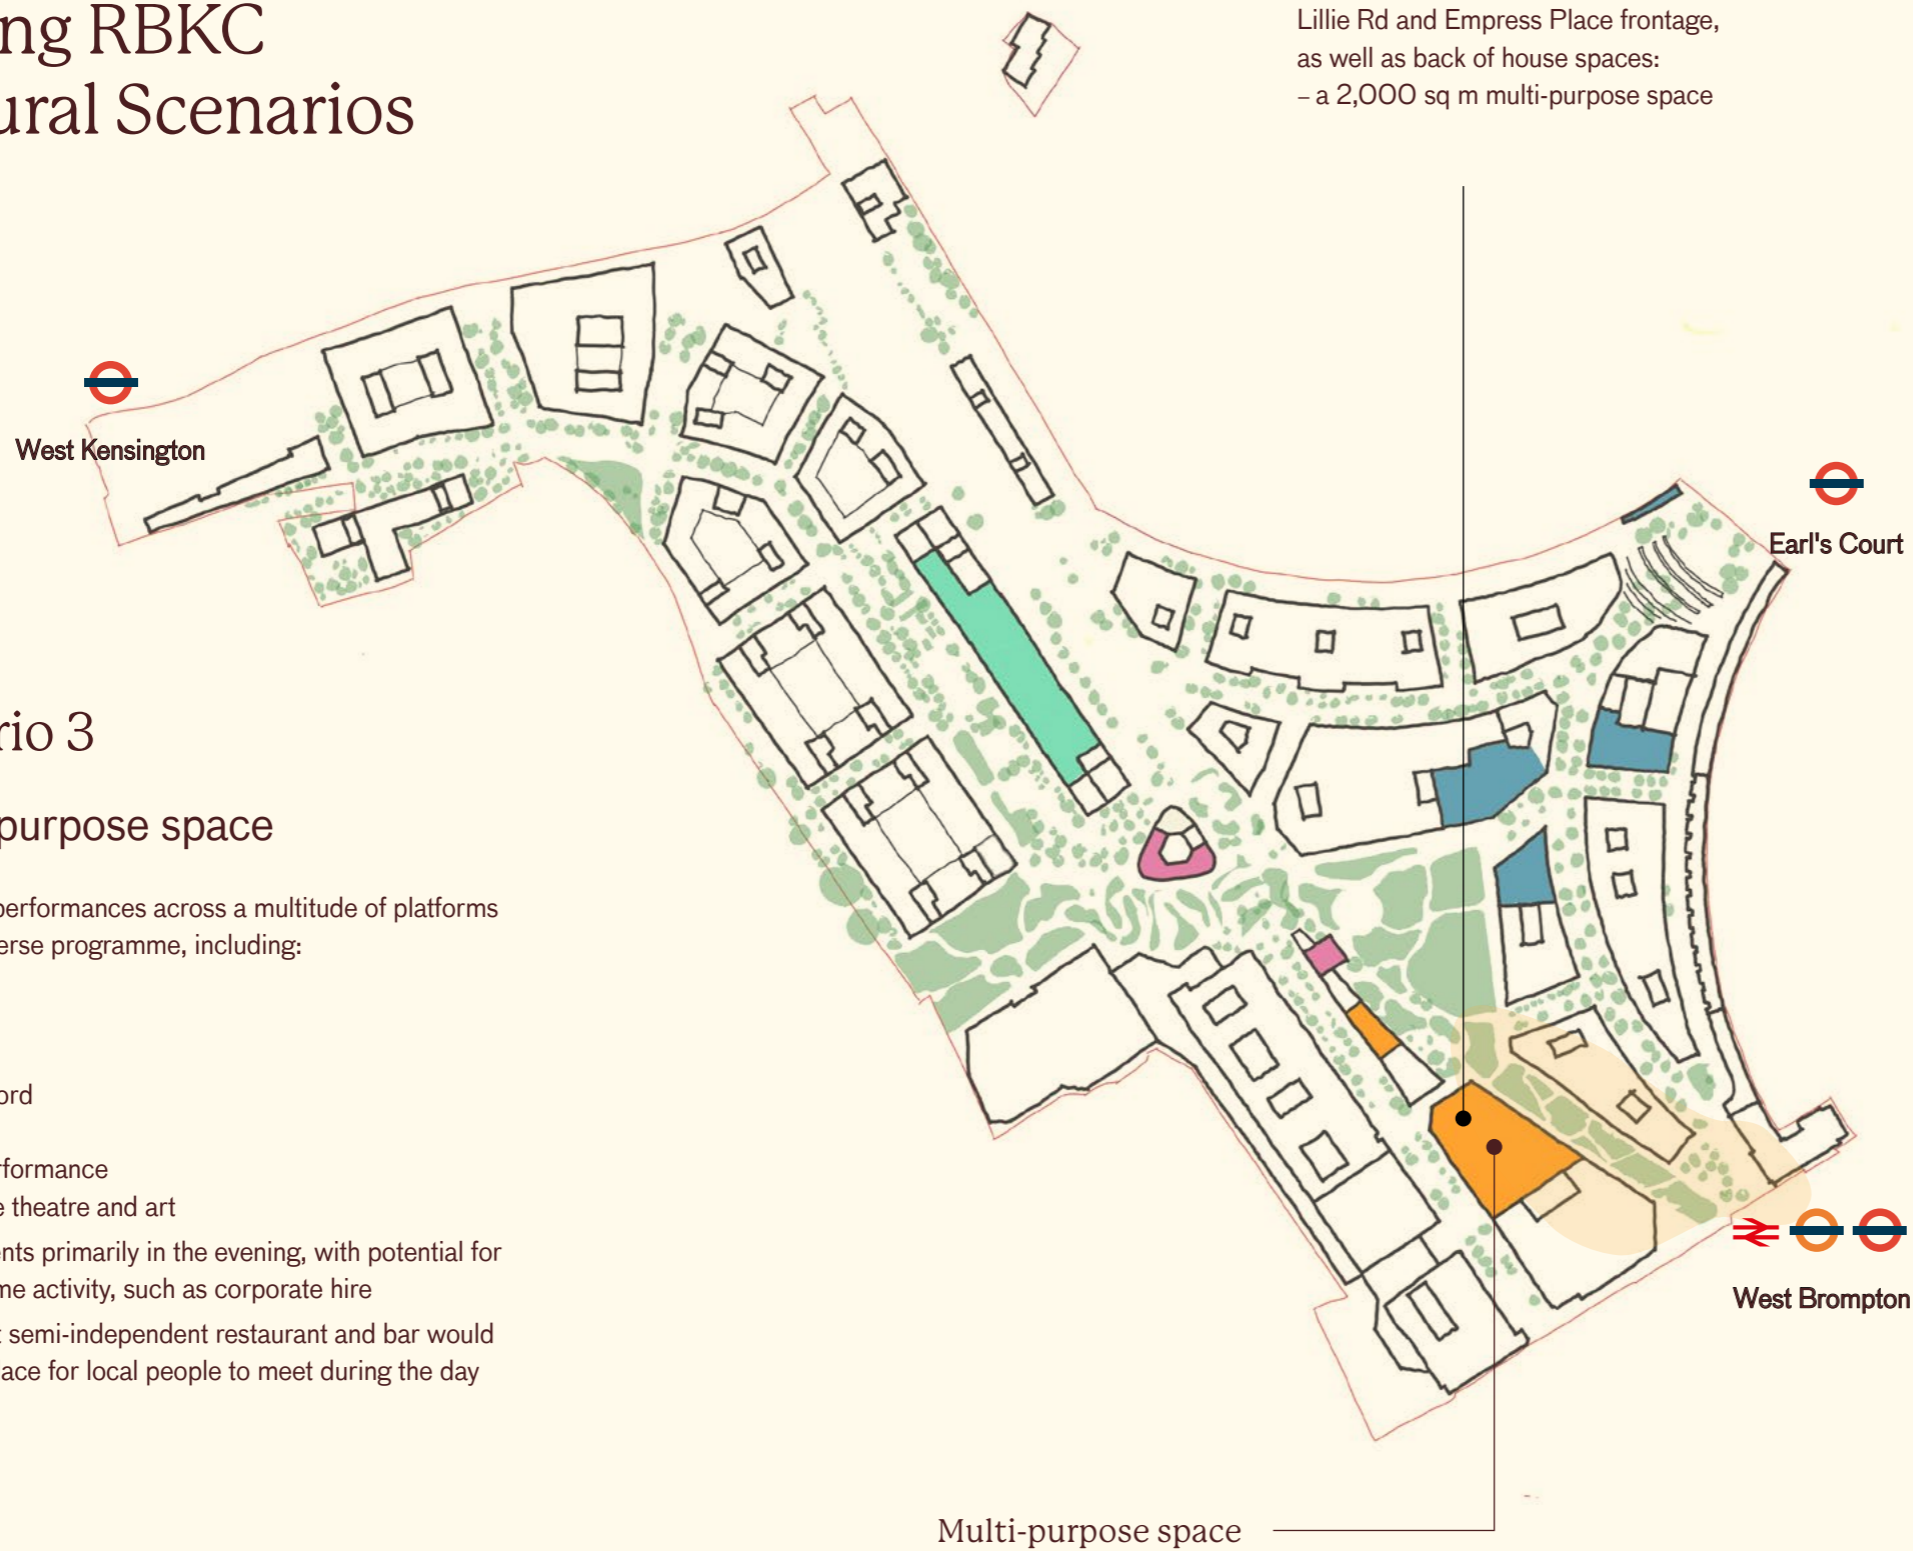 ng RBKC
ural Scenarios
Lillie Rd and Empress Place frontage,
as well as back of house spaces:
– a 2,000 sq m multi-purpose space
West Kensington
Earl's Court
rio 3
purpose space
performances across a multitude of platforms
erse programme, including:
ord
rformance
e theatre and art
nts primarily in the evening, with potential for
me activity, such as corporate hire
t semi-independent restaurant and bar would
ace for local people to meet during the day
West Brompton
Multi-purpose space